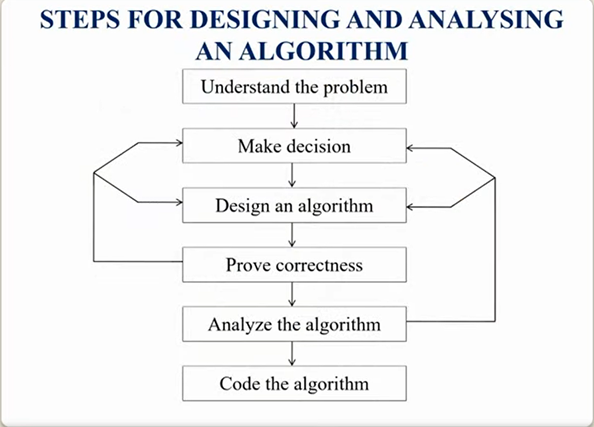 STEPS FOR DESIGNING AND ANALYSING
AN ALGORITHM
Understand the problem
Make decision
Design an algorithm
Prove correctness
Analyze the algorithm
Code the algorithm